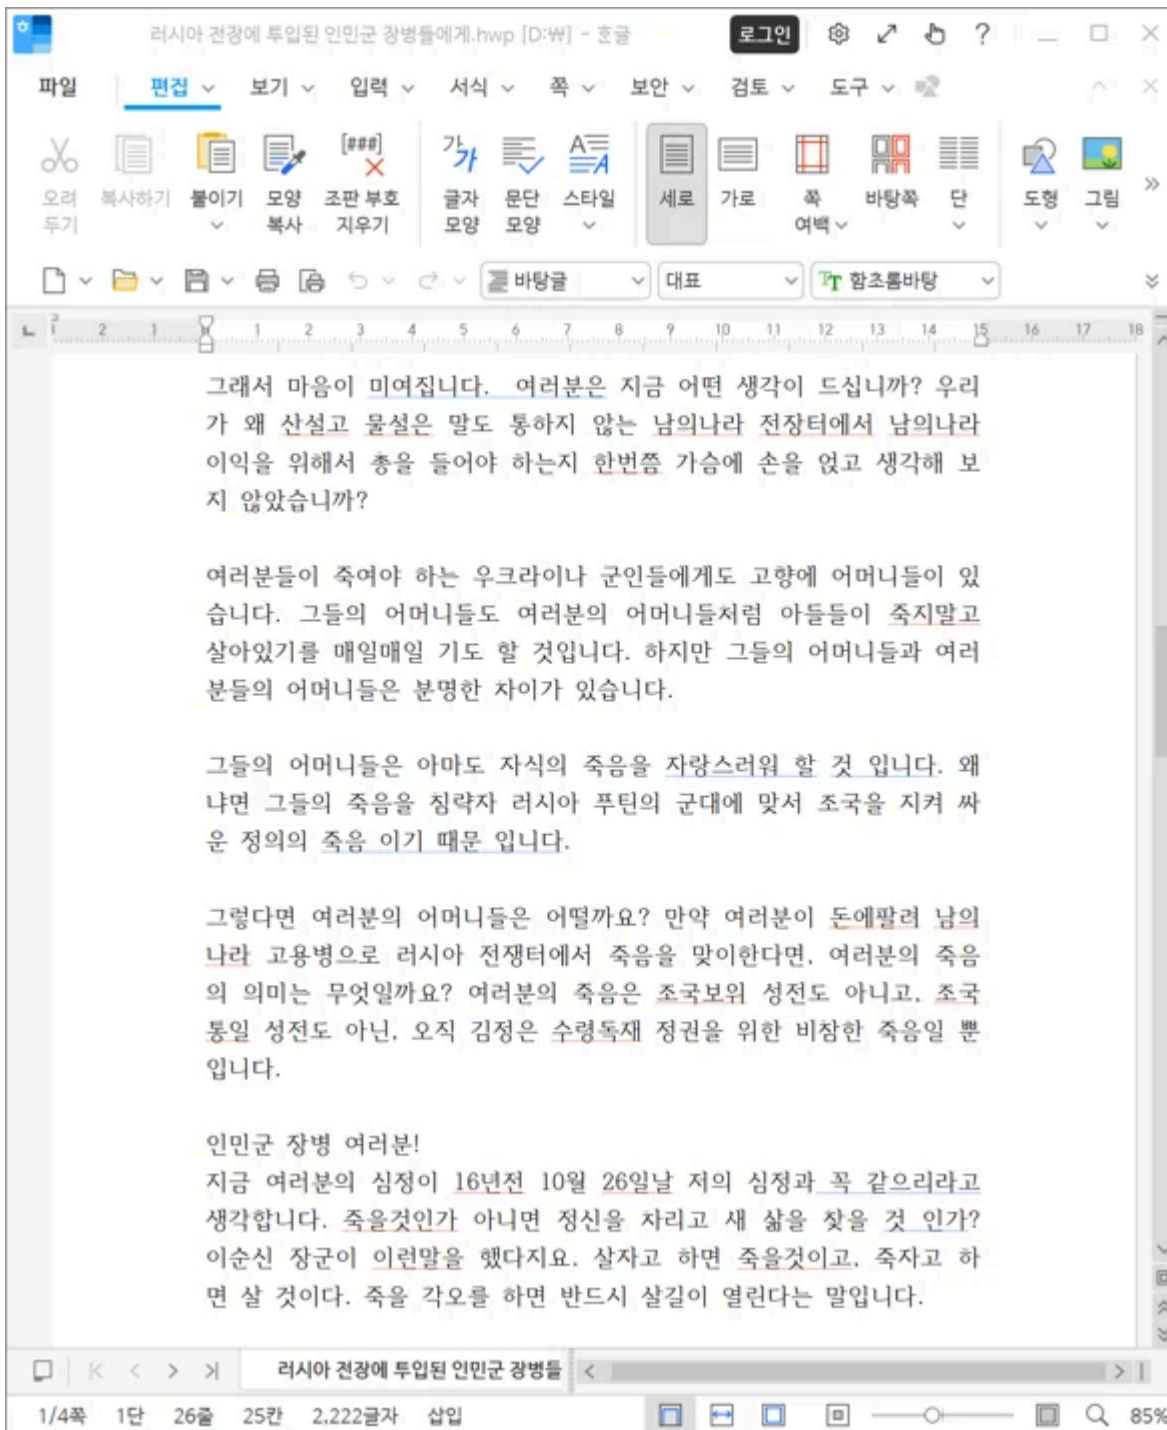 러시아 전장에 투입된 인민군 장병들에게.hwp [D:₩] - 호글
로그인
?
파일 편집 보기 입력 서식 쪽 보안 검토 도구
[###]
가 가
A
A
오려 두기 복사하기 붙이기 모양 복사 조판 부호 지우기 글자 모양 문단 모양 스타일 세로 가로 쪽 여백 바탕쪽 단 도형 그림
바탕글 대표 TT 함초롬바탕
3 2 1 1 2 3 4 5 6 7 8 9 10 11 12 13 14 15 16 17 18
그래서 마음이 미여집니다. 여러분은 지금 어떤 생각이 드십니까? 우리
가 왜 산설고 물설은 말도 통하지 않는 남의나라 전장터에서 남의나라
이익을 위해서 총을 들어야 하는지 한번쯤 가슴에 손을 얹고 생각해 보
지 않았습니까?
여러분들이 죽여야 하는 우크라이나 군인들에게도 고향에 어머니들이 있
습니다. 그들의 어머니들도 여러분의 어머니들처럼 아들들이 죽지말고
살아있기를 매일매일 기도 할 것입니다. 하지만 그들의 어머니들과 여러
분들의 어머니들은 분명한 차이가 있습니다.
그들의 어머니들은 아마도 자식의 죽음을 자랑스러워 할 것 입니다. 왜
냐면 그들의 죽음을 침략자 러시아 푸틴의 군대에 맞서 조국을 지켜 싸
운 정의의 죽음 이기 때문 입니다.
그렇다면 여러분의 어머니들은 어떨까요? 만약 여러분이 돈에팔려 남의
나라 고용병으로 러시아 전쟁터에서 죽음을 맞이한다면, 여러분의 죽음
의 의미는 무엇일까요? 여러분의 죽음은 조국보위 성전도 아니고, 조국
통일 성전도 아닌, 오직 김정은 수령독재 정권을 위한 비참한 죽음일 뿐
입니다.
인민군 장병 여러분!
지금 여러분의 심정이 16년전 10월 26일날 저의 심정과 꼭 같으리라고
생각합니다. 죽을것인가 아니면 정신을 차리고 새 삶을 찾을 것 인가?
이순신 장군이 이런말을 했다지요. 살자고 하면 죽을것이고, 죽자고 하
면 살 것이다. 죽을 각오를 하면 반드시 살길이 열린다는 말입니다.
러시아 전장에 투입된 인민군 장병들
1/4쪽 1단 26줄 25칸 2,222글자 삽입 85%